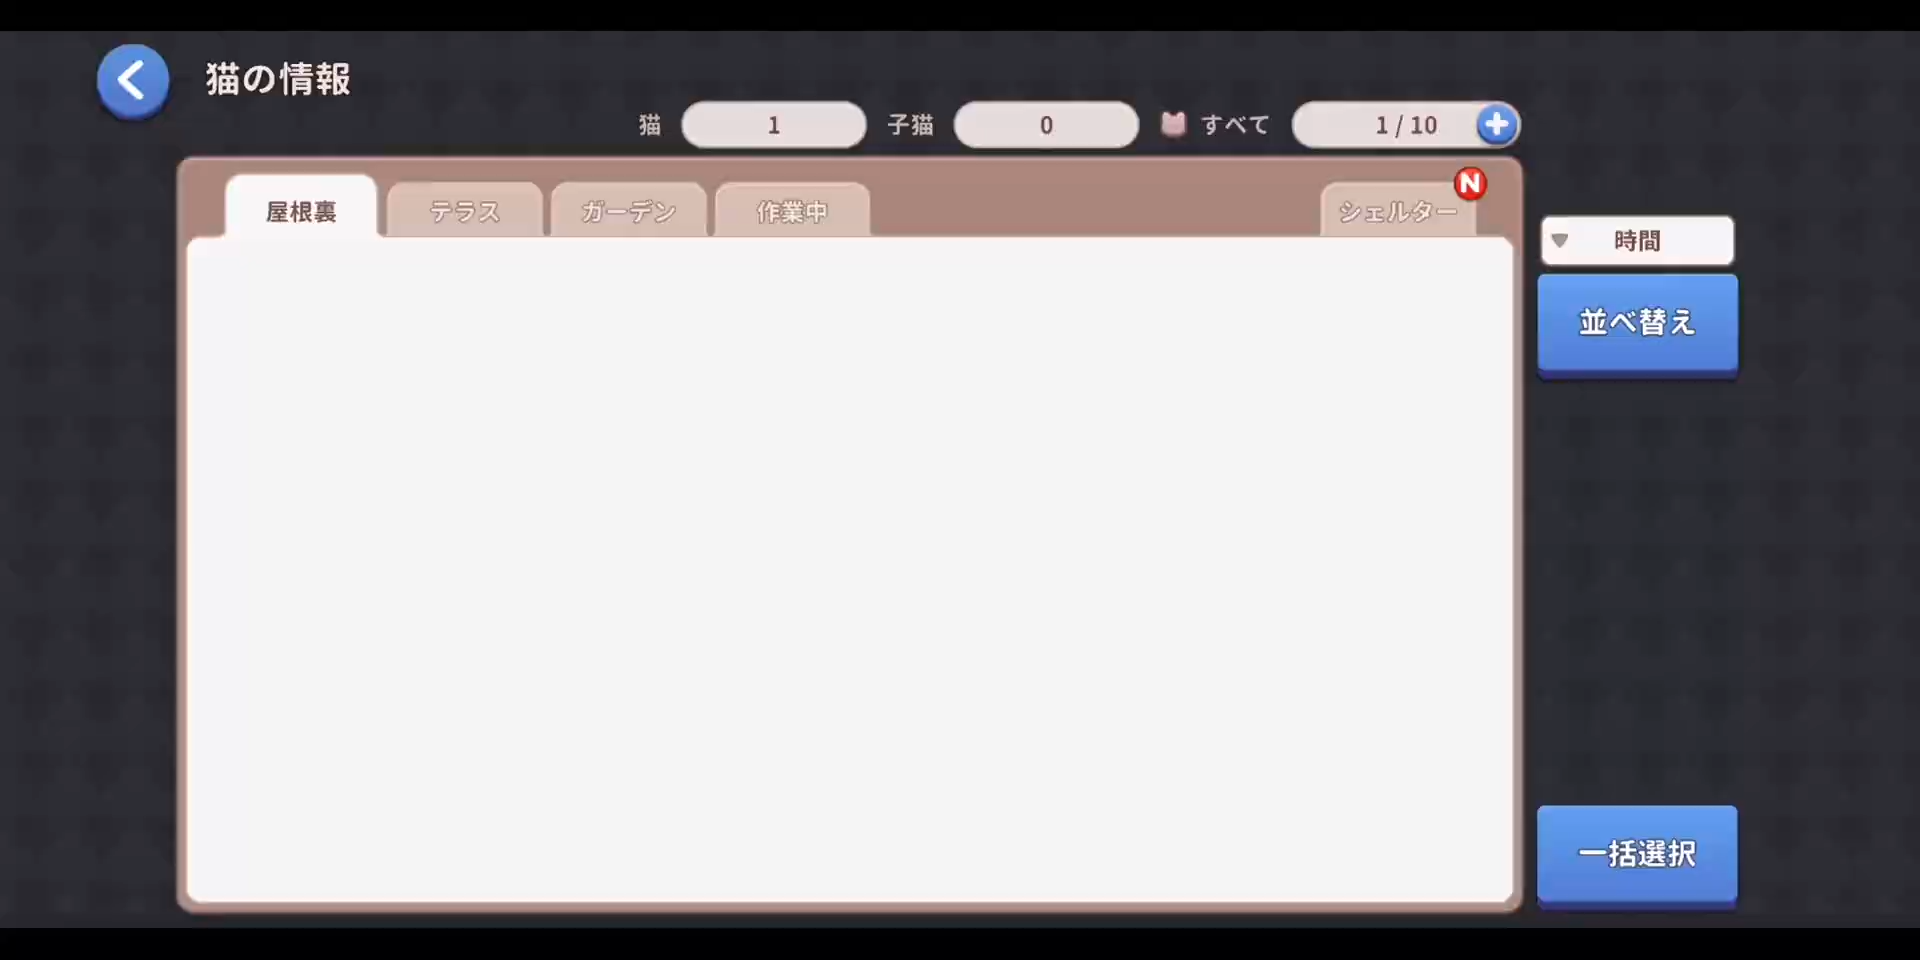 猫の情報
猫 1 子猫 0 すべて 1 / 10
屋根裏 テラス ガーデン 作業中 シェルター N
時間
並べ替え
一括選択